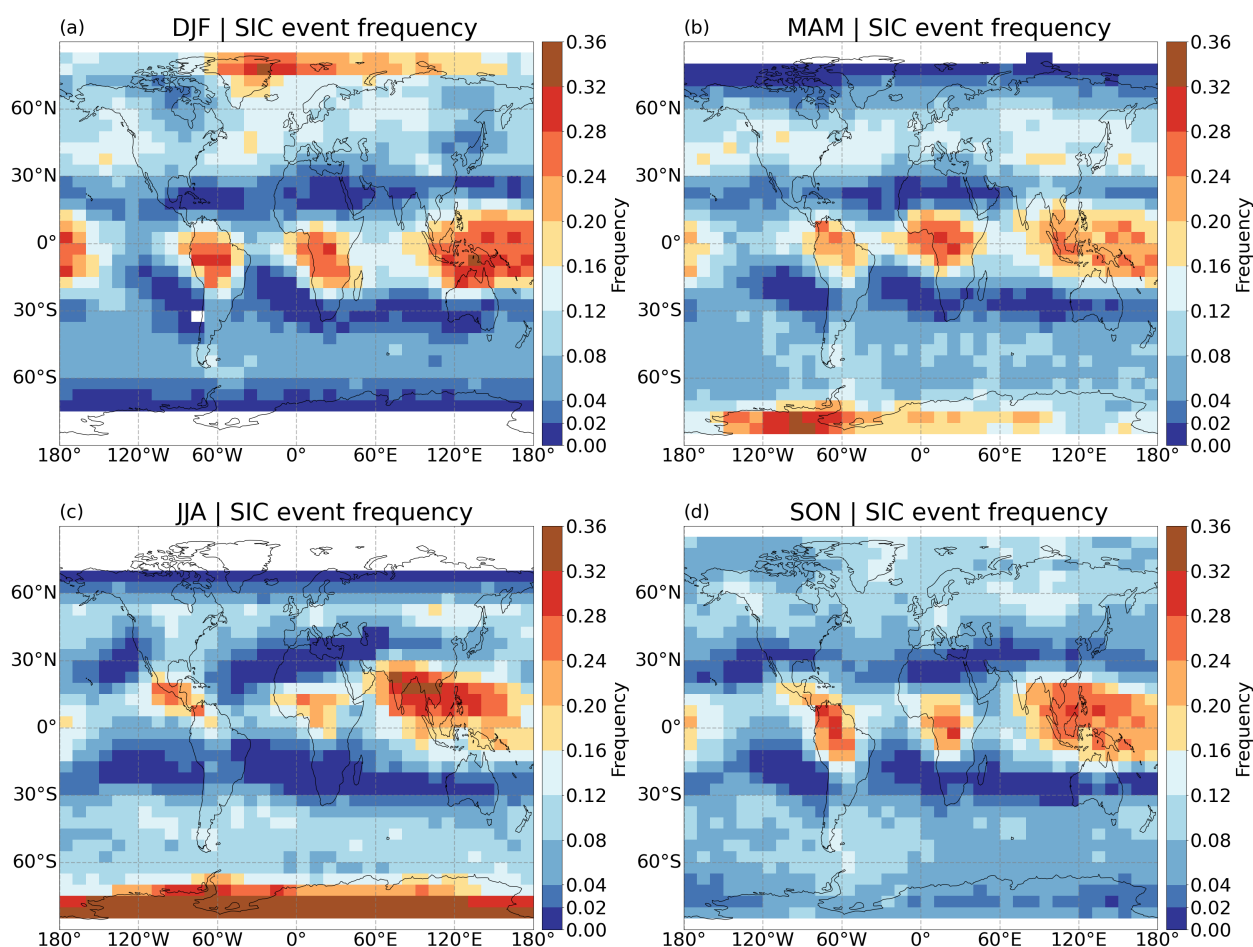 (a) DJF | SIC event frequency
60°N
30°N
0°
30°S
60°S
180° 120°W 60°W 0° 60°E 120°E 180°
0.36
0.32
0.28
0.24
0.20
0.16
0.12
0.08
0.04
0.02
0.00
Frequency
(b) MAM | SIC event frequency
60°N
30°N
0°
30°S
60°S
180° 120°W 60°W 0° 60°E 120°E 180°
0.36
0.32
0.28
0.24
0.20
0.16
0.12
0.08
0.04
0.02
0.00
Frequency
(c) JJA | SIC event frequency
60°N
30°N
0°
30°S
60°S
180° 120°W 60°W 0° 60°E 120°E 180°
0.36
0.32
0.28
0.24
0.20
0.16
0.12
0.08
0.04
0.02
0.00
Frequency
(d) SON | SIC event frequency
60°N
30°N
0°
30°S
60°S
180° 120°W 60°W 0° 60°E 120°E 180°
0.36
0.32
0.28
0.24
0.20
0.16
0.12
0.08
0.04
0.02
0.00
Frequency